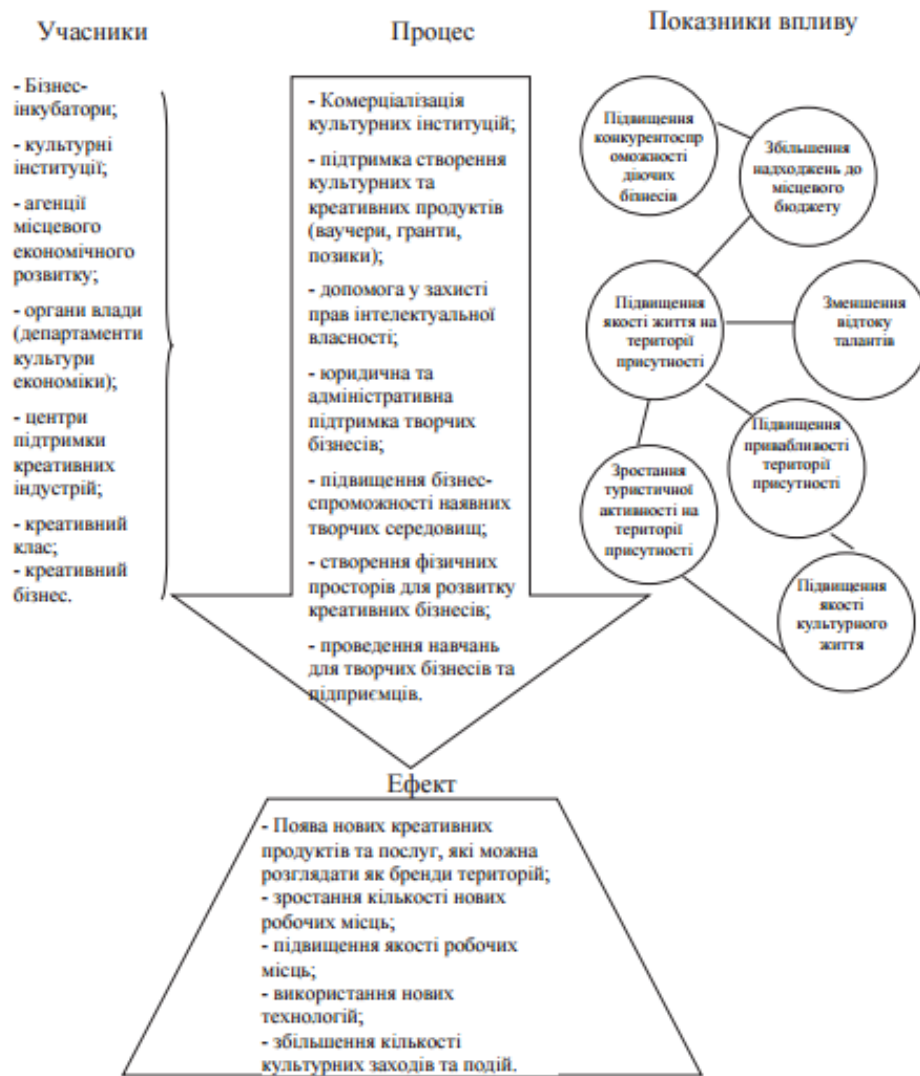 Учасники
- Бізнес-
інкубатори;
- культурні
інституції;
- агенції
місцевого
економічного
розвитку;
- органи влади
(департаменти
культури
економіки);
- центри
підтримки
креативних
індустрій;
- креативний
клас;
- креативний
бізнес.
Процес
- Комерціалізація
культурних інституцій;
- підтримка створення
культурних та
креативних продуктів
(ваучери, гранти,
позики);
- допомога у захисті
прав інтелектуальної
власності;
- юридична та
адміністративна
підтримка творчих
бізнесів;
- підвищення бізнес-
спроможності наявних
творчих середовищ;
- створення фізичних
просторів для розвитку
креативних бізнесів;
- проведення навчань
для творчих бізнесів та
підприємців.
Показники впливу
Підвищення
конкурентоспр
оможності
діючих
бізнесів
Збільшення
надходжень до
місцевого
бюджету
Підвищення
якості життя на
території
присутності
Зменшення
відтоку
талантів
Підвищення
привабливості
території
присутності
Зростання
туристичної
активності на
території
присутності
Підвищення
якості
культурного
життя
Ефект
- Поява нових креативних
продуктів та послуг, які можна
розглядати як бренди територій;
- зростання кількості нових
робочих місць;
- підвищення якості робочих
місць;
- використання нових
технологій;
- збільшення кількості
культурних заходів та подій.